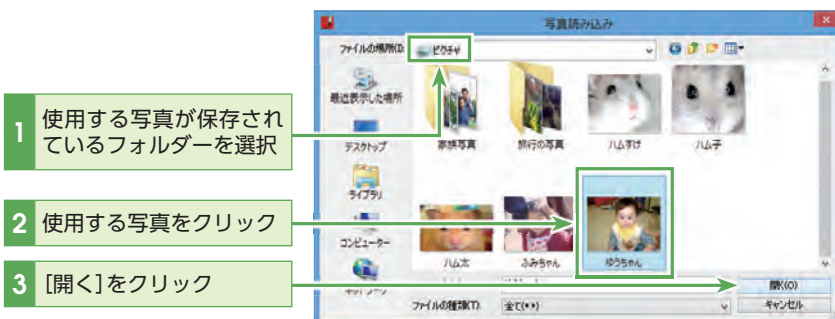 写真読み込み
ファイルの場所(I):
ピクチャ
最近表示した場所
デスクトップ
ライブラリ
コンピューター
家族写真
旅行の写真
ハムすけ
ハム子
ハム太
ふみちゃん
ゆうちゃん
ファイルの種類(T):
全て(*.*)
開く(O)
キャンセル
1
使用する写真が保存され
ているフォルダーを選択
2 使用する写真をクリック
3 [開く]をクリック